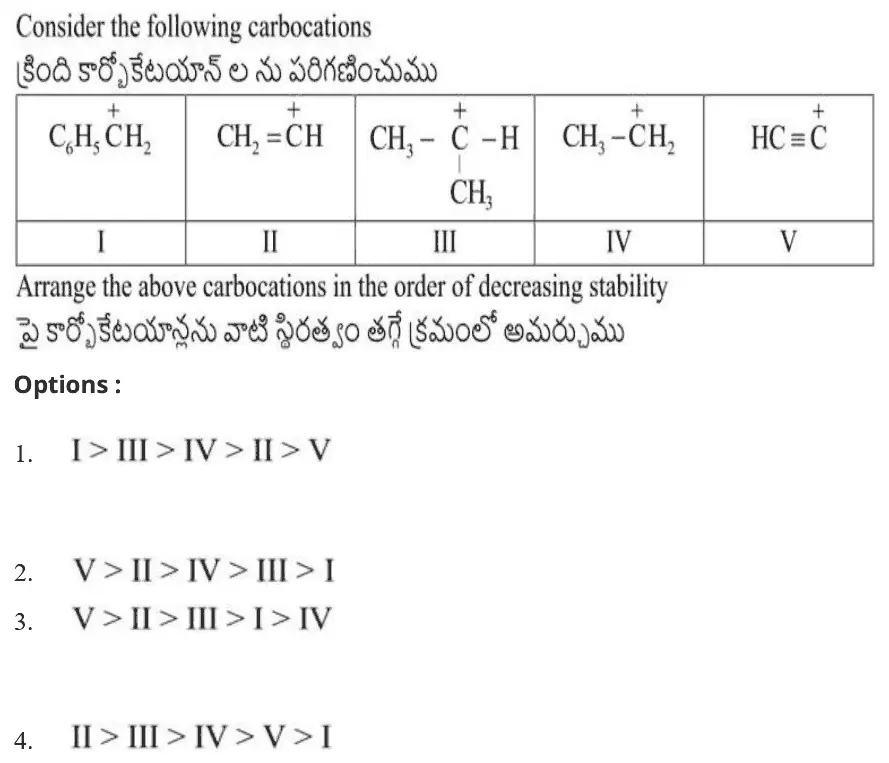 Consider the following carbocations
క్రింది కార్బోకేటయాన్ ల ను పరిగణించుము
C₆H₅C⁺H₂ CH₂=C⁺H CH₃–C⁺–H CH₃–C⁺H₂ HC≡C⁺
|
CH₃
I II III IV V
Arrange the above carbocations in the order of decreasing stability
పై కార్బోకేటయాన్లను వాటి స్థిరత్వం తగ్గే క్రమంలో అమర్చుము
Options :
1. I > III > IV > II > V
2. V > II > IV > III > I
3. V > II > III > I > IV
4. II > III > IV > V > I